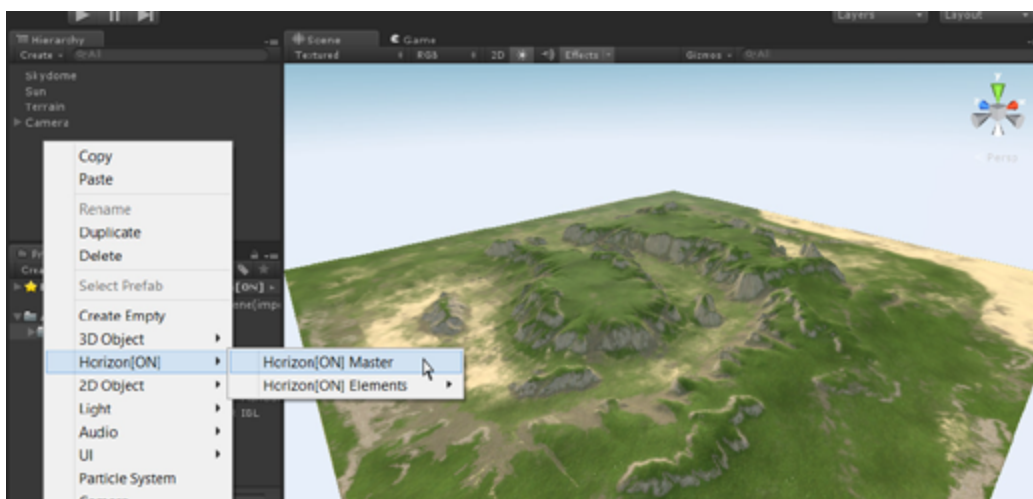 Layers Layout
Hierarchy
Create
Scene Game
Textured RGB 2D Effects Gizmos All
Skydome
Sun
Terrain
Camera
Persp
Copy
Paste
Rename
Duplicate
Delete
Select Prefab
Create Empty
3D Object
Horizon[ON] Horizon[ON] Master
2D Object Horizon[ON] Elements
Light
IBL
Audio
UI
Particle System